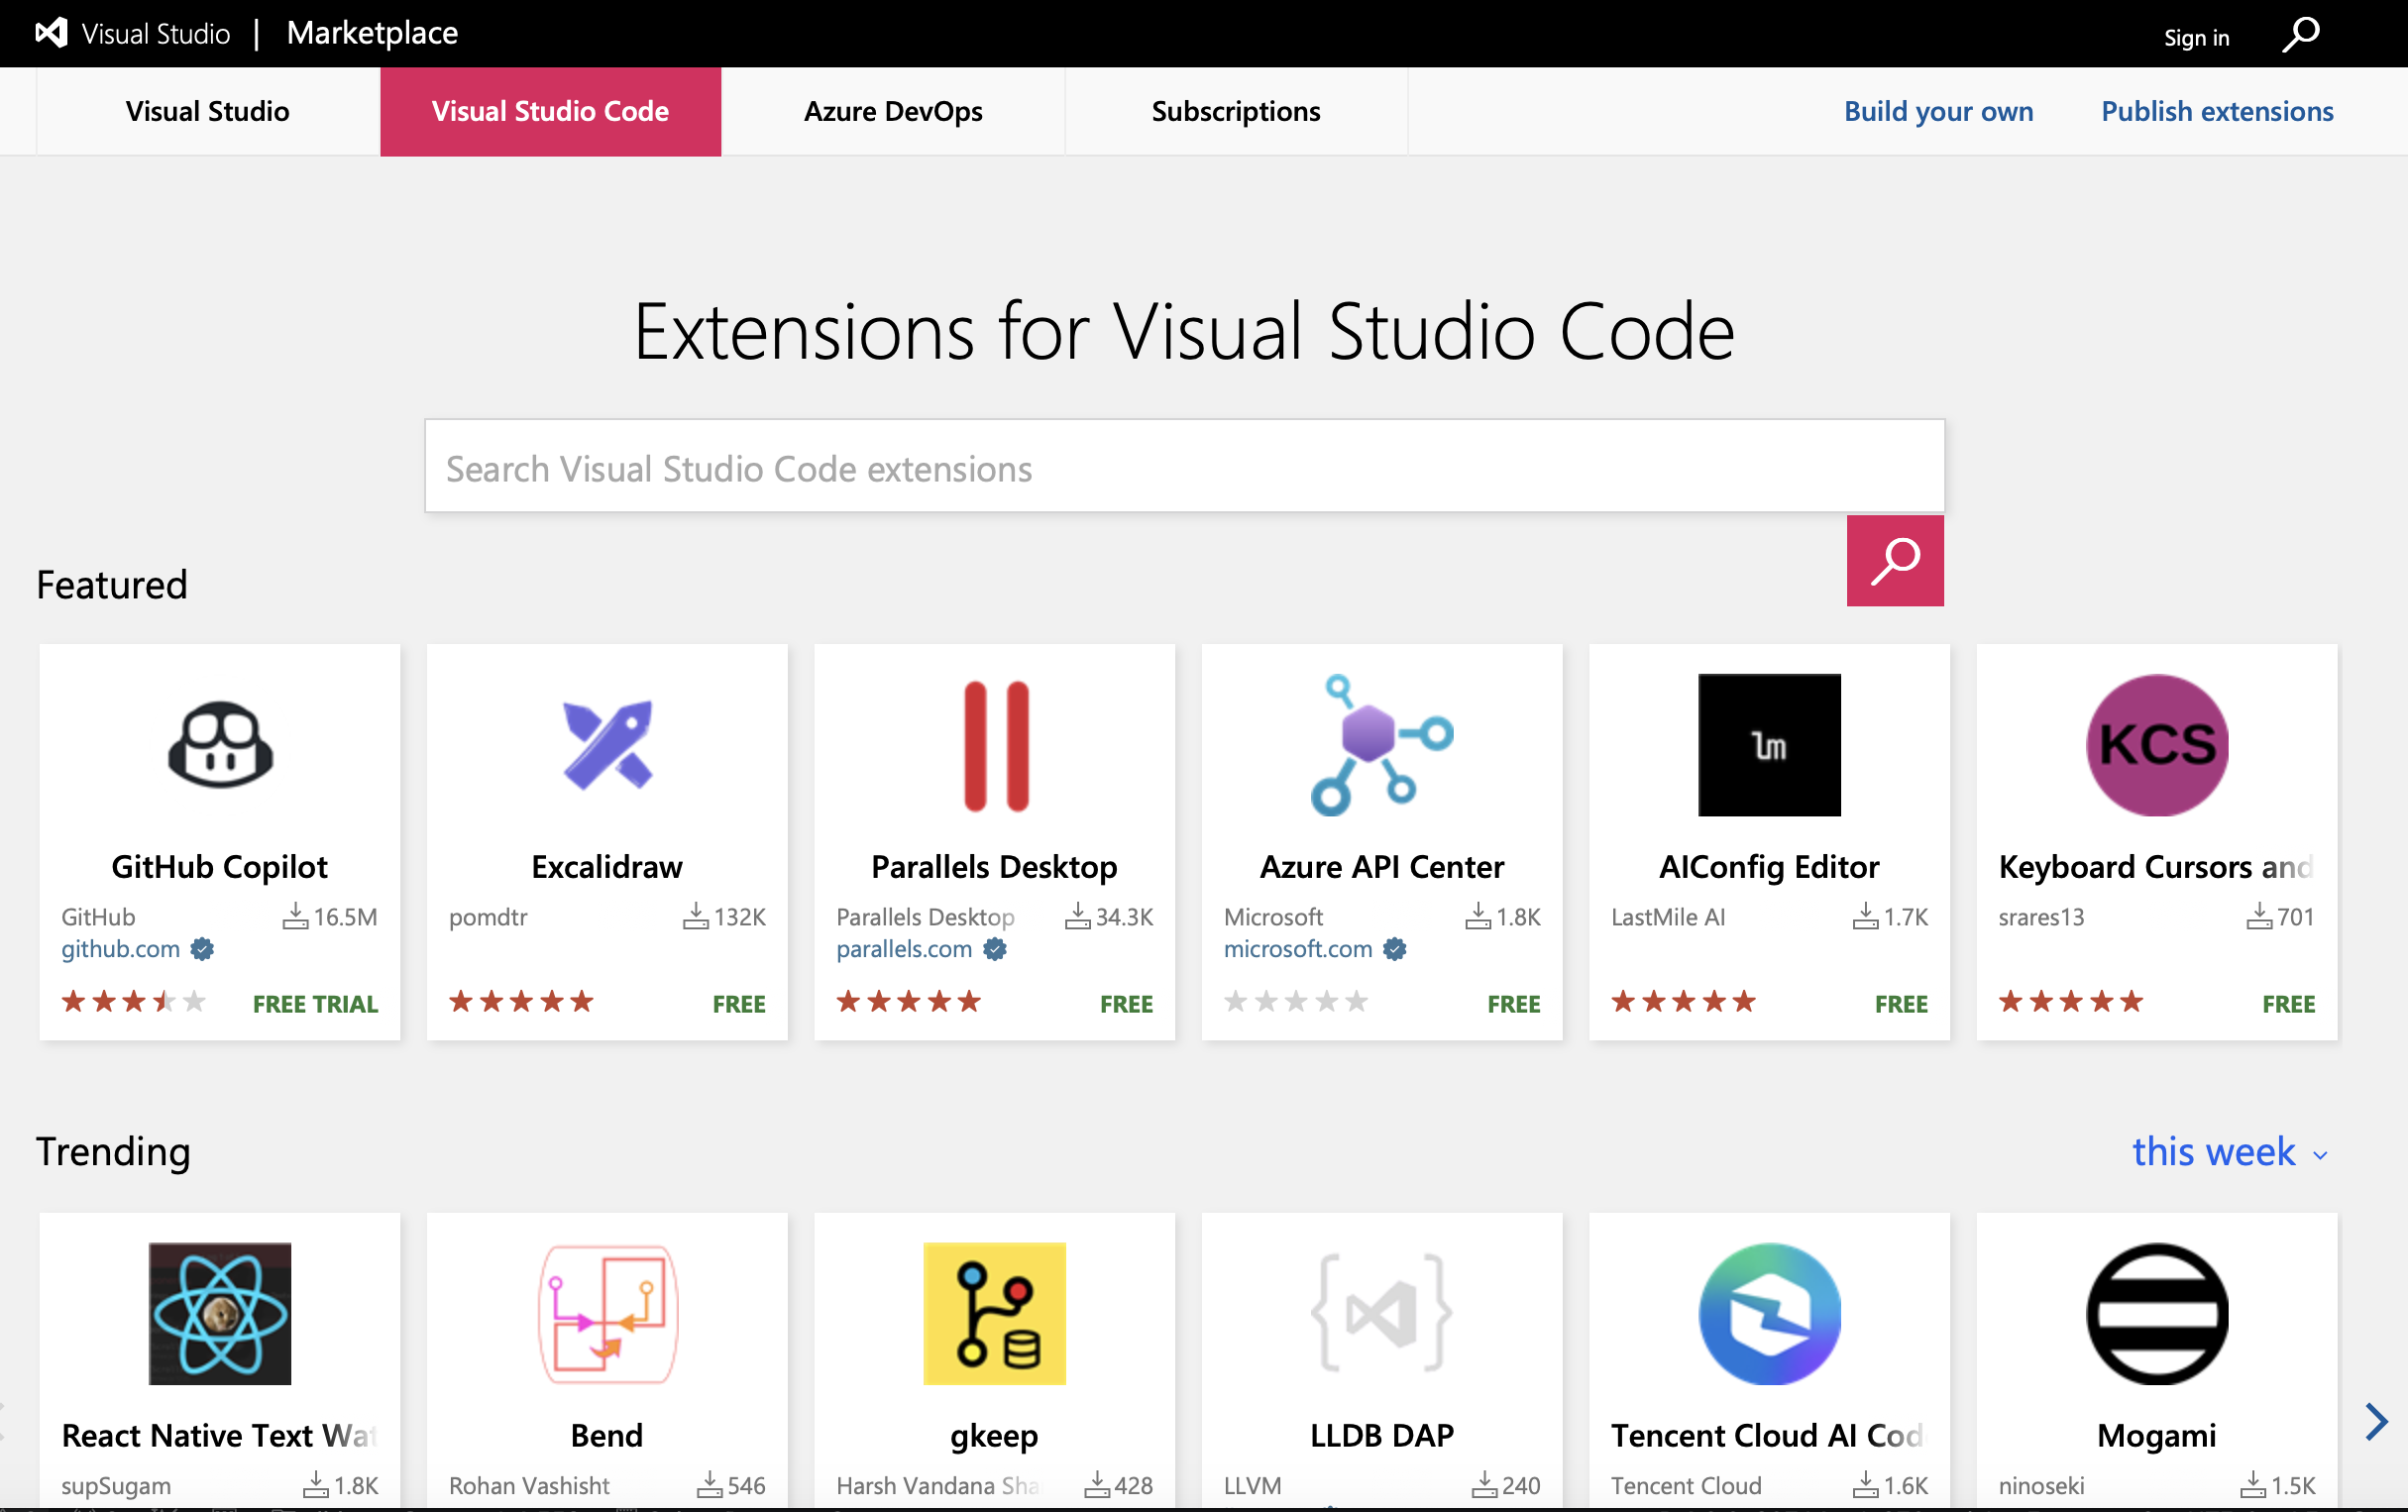 Visual Studio | Marketplace
Sign in
Visual Studio
Visual Studio Code
Azure DevOps
Subscriptions
Build your own
Publish extensions
Extensions for Visual Studio Code
Search Visual Studio Code extensions
Featured
GitHub Copilot
GitHub 16.5M
github.com
FREE TRIAL
Excalidraw
pomdtr 132K
FREE
Parallels Desktop
Parallels Desktop 34.3K
parallels.com
FREE
Azure API Center
Microsoft 1.8K
microsoft.com
FREE
lm
AIConfig Editor
LastMile AI 1.7K
FREE
KCS
Keyboard Cursors and
srares13 701
FREE
Trending
this week
React Native Text Wat
supSugam 1.8K
Bend
Rohan Vashisht 546
gkeep
Harsh Vandana Sha 428
LLDB DAP
LLVM 240
Tencent Cloud AI Cod
Tencent Cloud 1.6K
Mogami
ninoseki 1.5K